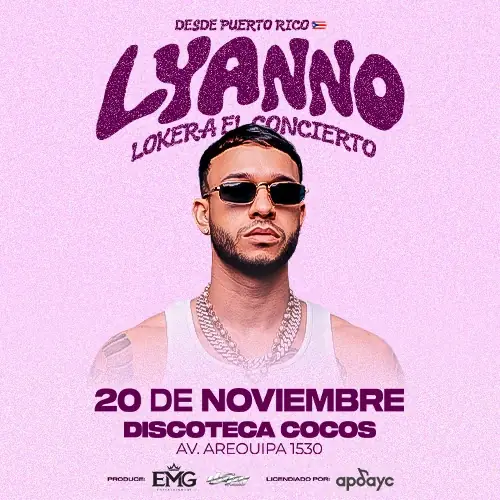 DESDE PUERTO RICO
LYANNO
LOKERA EL CONCIERTO
20 DE NOVIEMBRE
DISCOTECA COCOS
AV. AREQUIPA 1530
PRODUCE: EMG LICENCIADO POR: apdayc